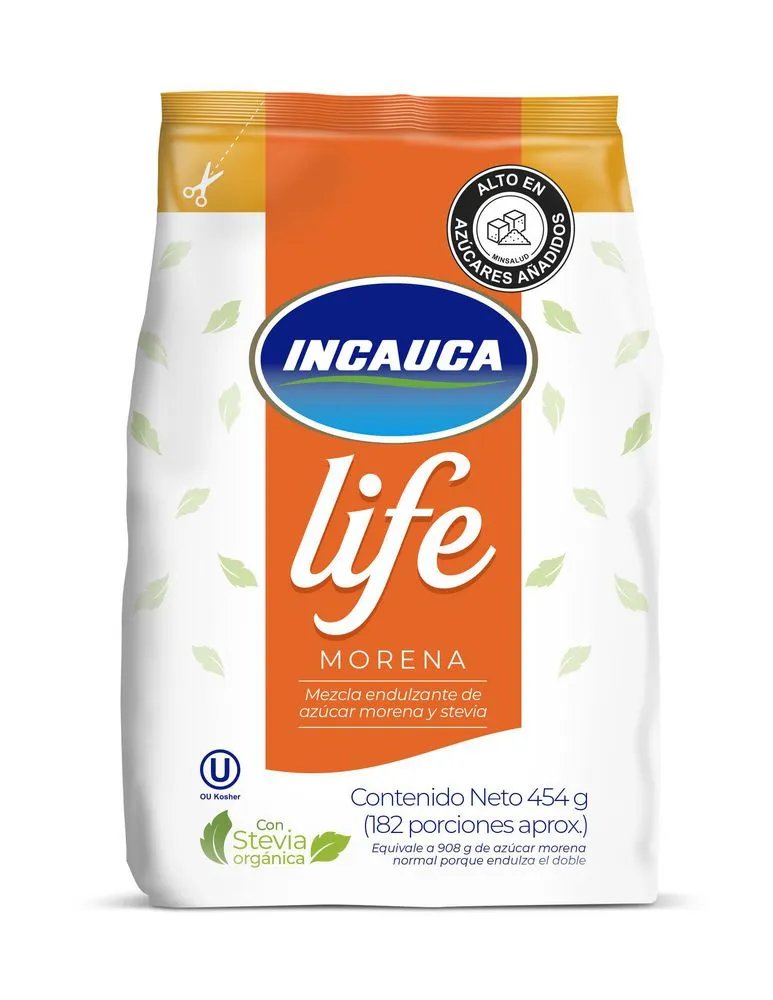 ALTO EN
AZÚCARES AÑADIDOS
MINSALUD
INCAUCA
life
MORENA
Mezcla endulzante de
azúcar morena y stevia
U
OU Kosher
Con
Stevia
orgánica
Contenido Neto 454 g
(182 porciones aprox.)
Equivale a 908 g de azúcar morena
normal porque endulza el doble